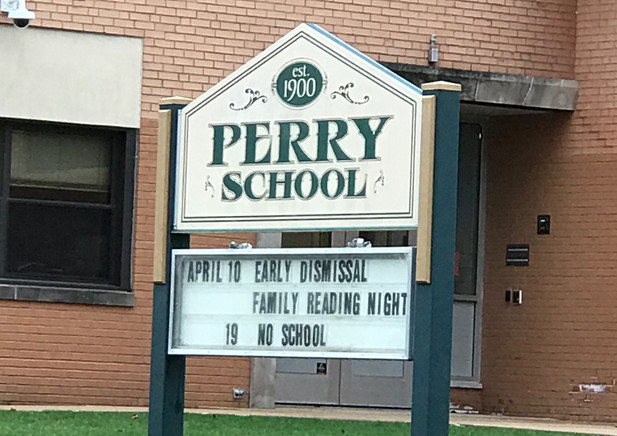 est.
1900
PERRY
SCHOOL
APRIL 10 EARLY DISMISSAL
FAMILY READING NIGHT
19 NO SCHOOL